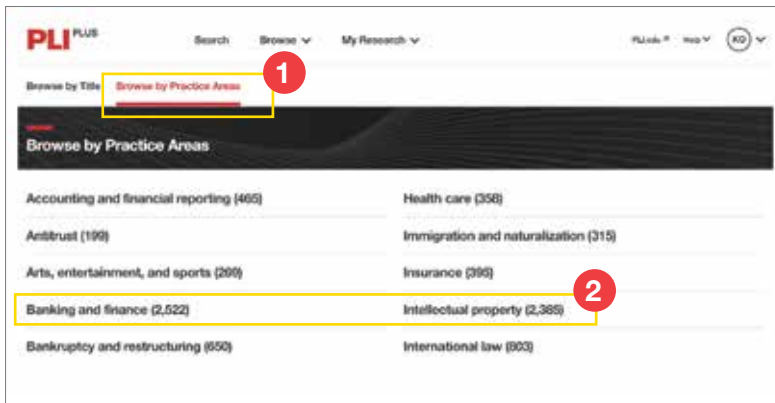 PLI PLUS
Search Browse My Research PLI.edu Help KO
Browse by Title Browse by Practice Areas
1
Browse by Practice Areas
Accounting and financial reporting (465) Health care (358)
Antitrust (199) Immigration and naturalization (315)
Arts, entertainment, and sports (269) Insurance (395)
2
Banking and finance (2,522) Intellectual property (2,385)
Bankruptcy and restructuring (650) International law (803)